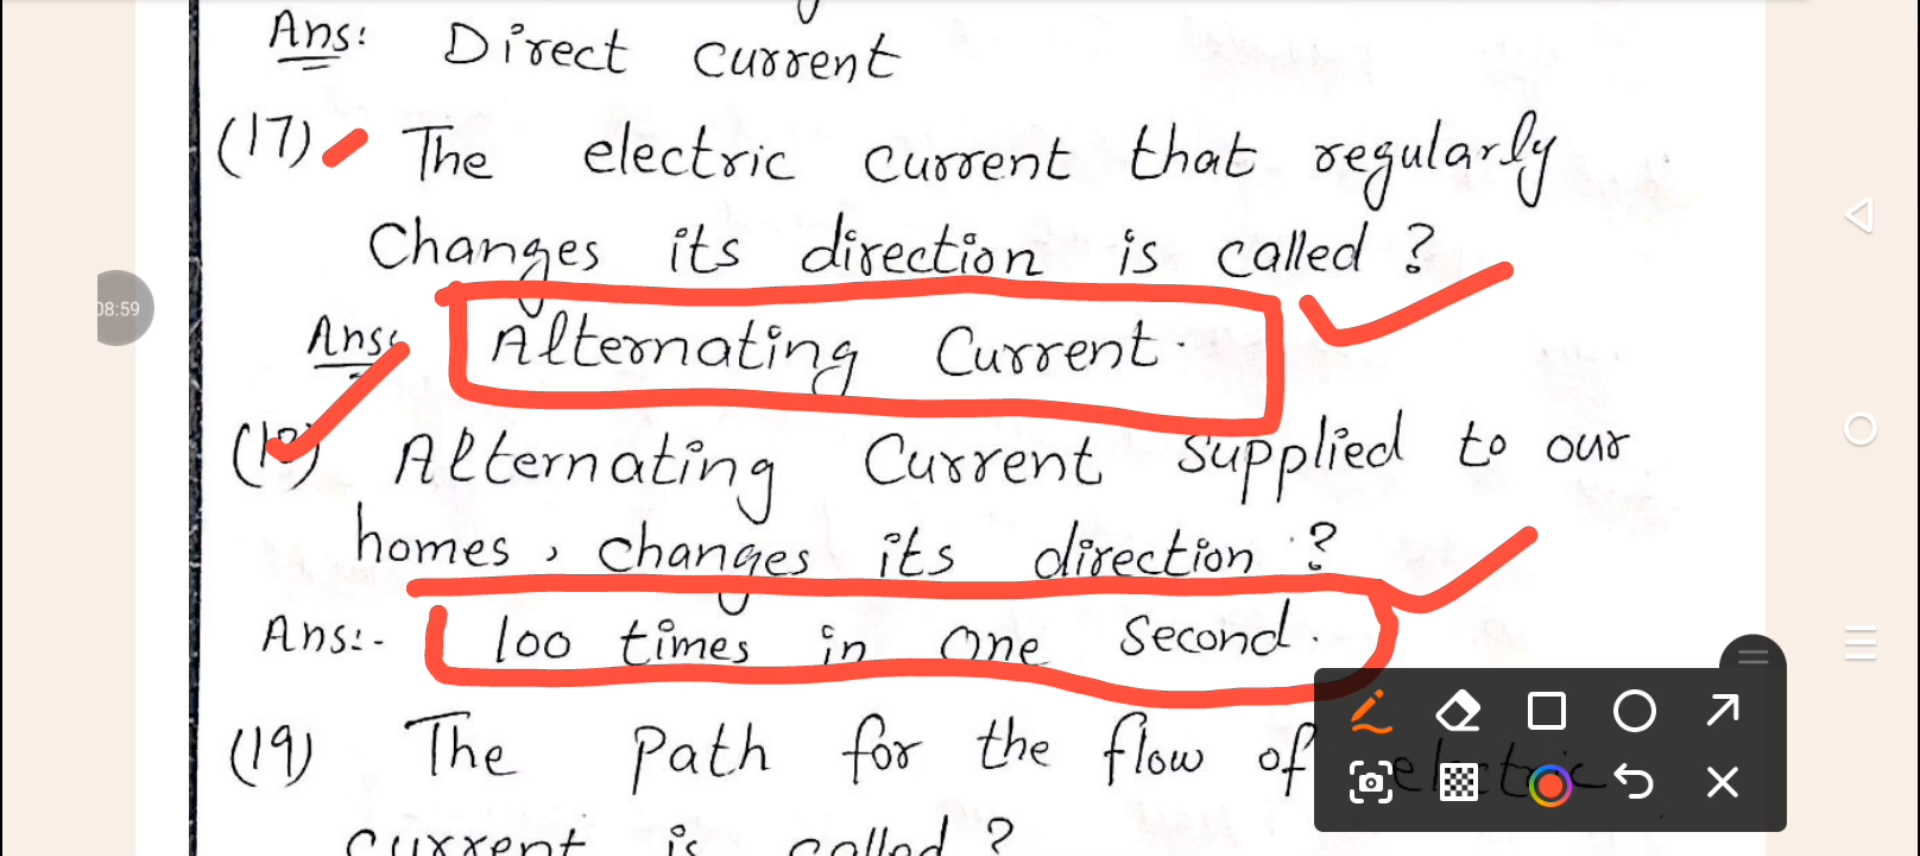 Ans: Direct current
(17) The electric current that regularly
Changes its direction is called ?
Ans: Alternating Current.
(18) Alternating Current supplied to our
homes, changes its direction ?
Ans:- 100 times in One Second.
(19) The Path for the flow of electric
current is called ?
08:59